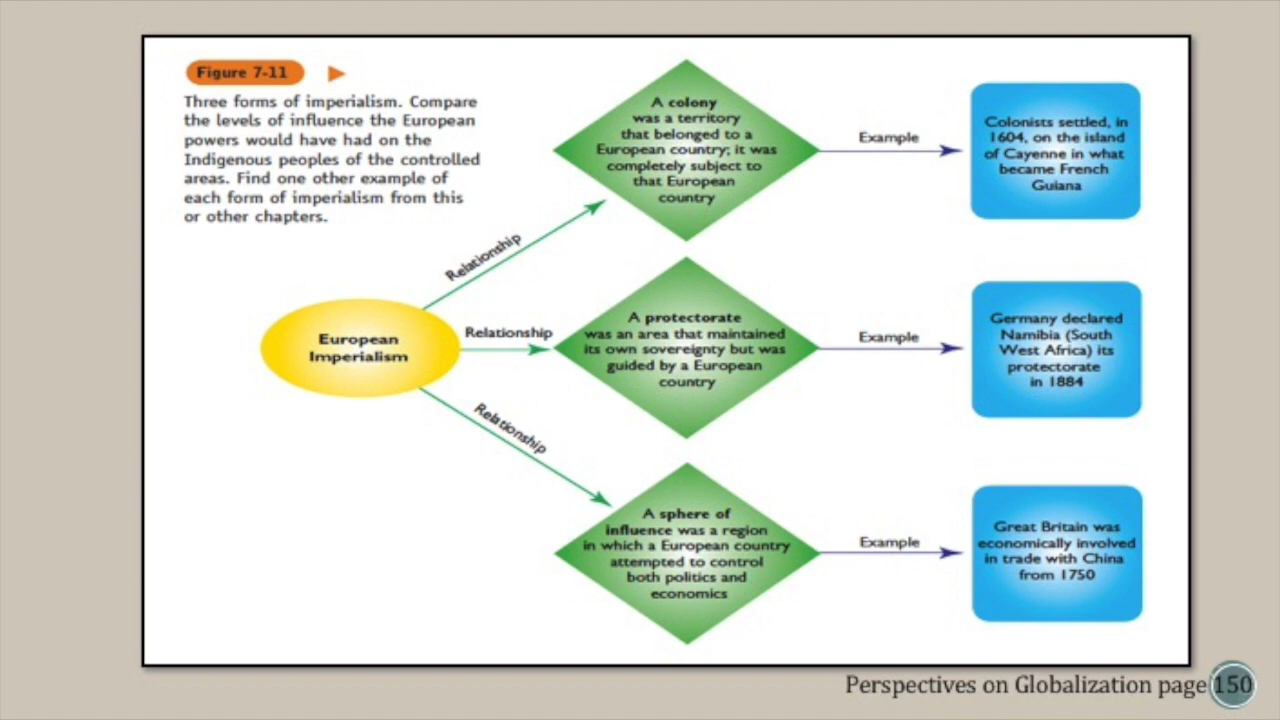 Figure 7-11
Three forms of imperialism. Compare
the levels of influence the European
powers would have had on the
Indigenous peoples of the controlled
areas. Find one other example of
each form of imperialism from this
or other chapters.
European
Imperialism
Relationship
A colony
was a territory
that belonged to a
European country; it was
completely subject to
that European
country
Example
Colonists settled, in
1604, on the island
of Cayenne in what
became French
Guiana
Relationship
A protectorate
was an area that maintained
its own sovereignty but was
guided by a European
country
Example
Germany declared
Namibia (South
West Africa) its
protectorate
in 1884
Relationship
A sphere of
influence was a region
in which a European country
attempted to control
both politics and
economics
Example
Great Britain was
economically involved
in trade with China
from 1750
Perspectives on Globalization page 150